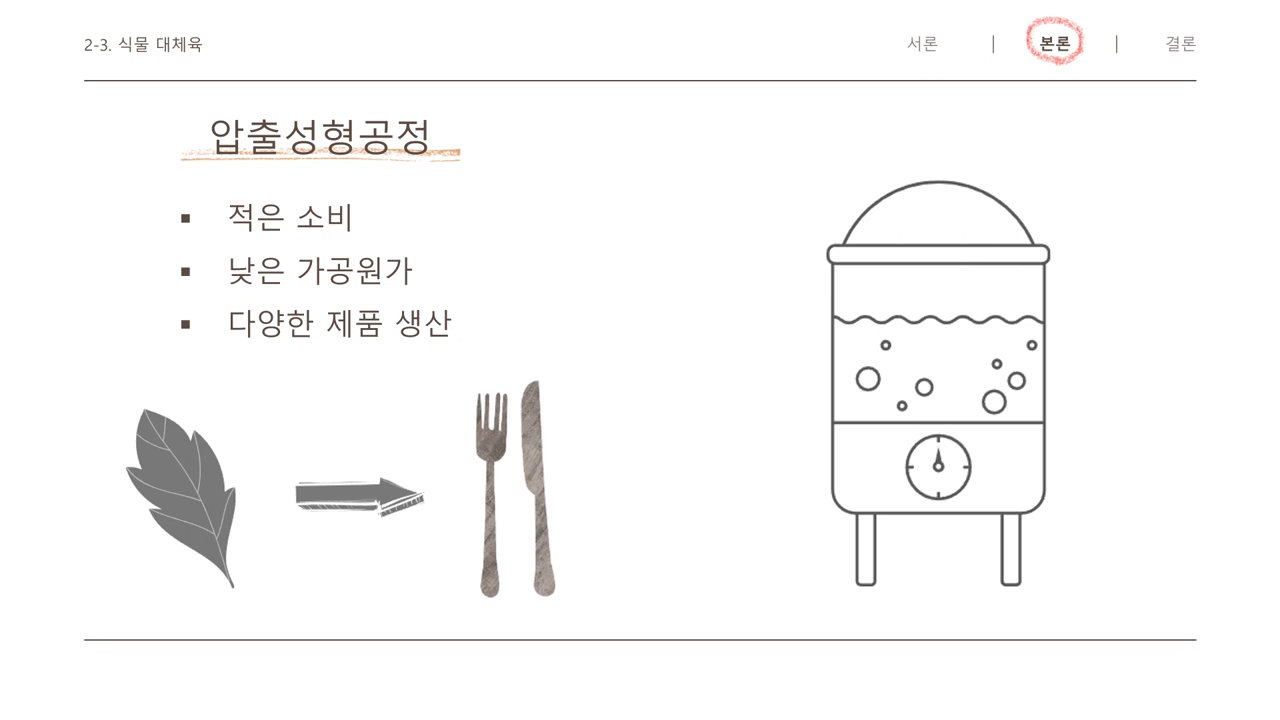 2-3. 식물 대체육
서론 | 본론 | 결론
압출성형공정
▪ 적은 소비
▪ 낮은 가공원가
▪ 다양한 제품 생산